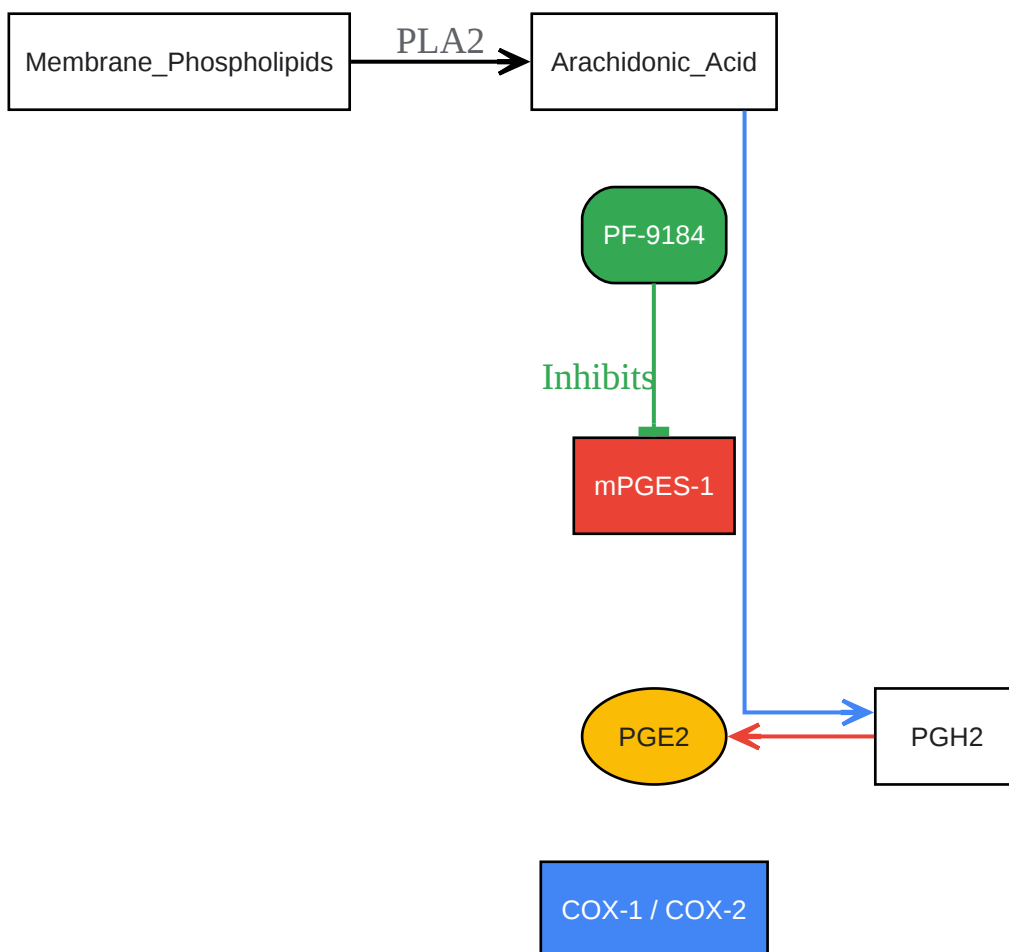 Membrane_Phospholipids
PLA2
Arachidonic_Acid
PF-9184
Inhibits
mPGES-1
PGE2
PGH2
COX-1 / COX-2